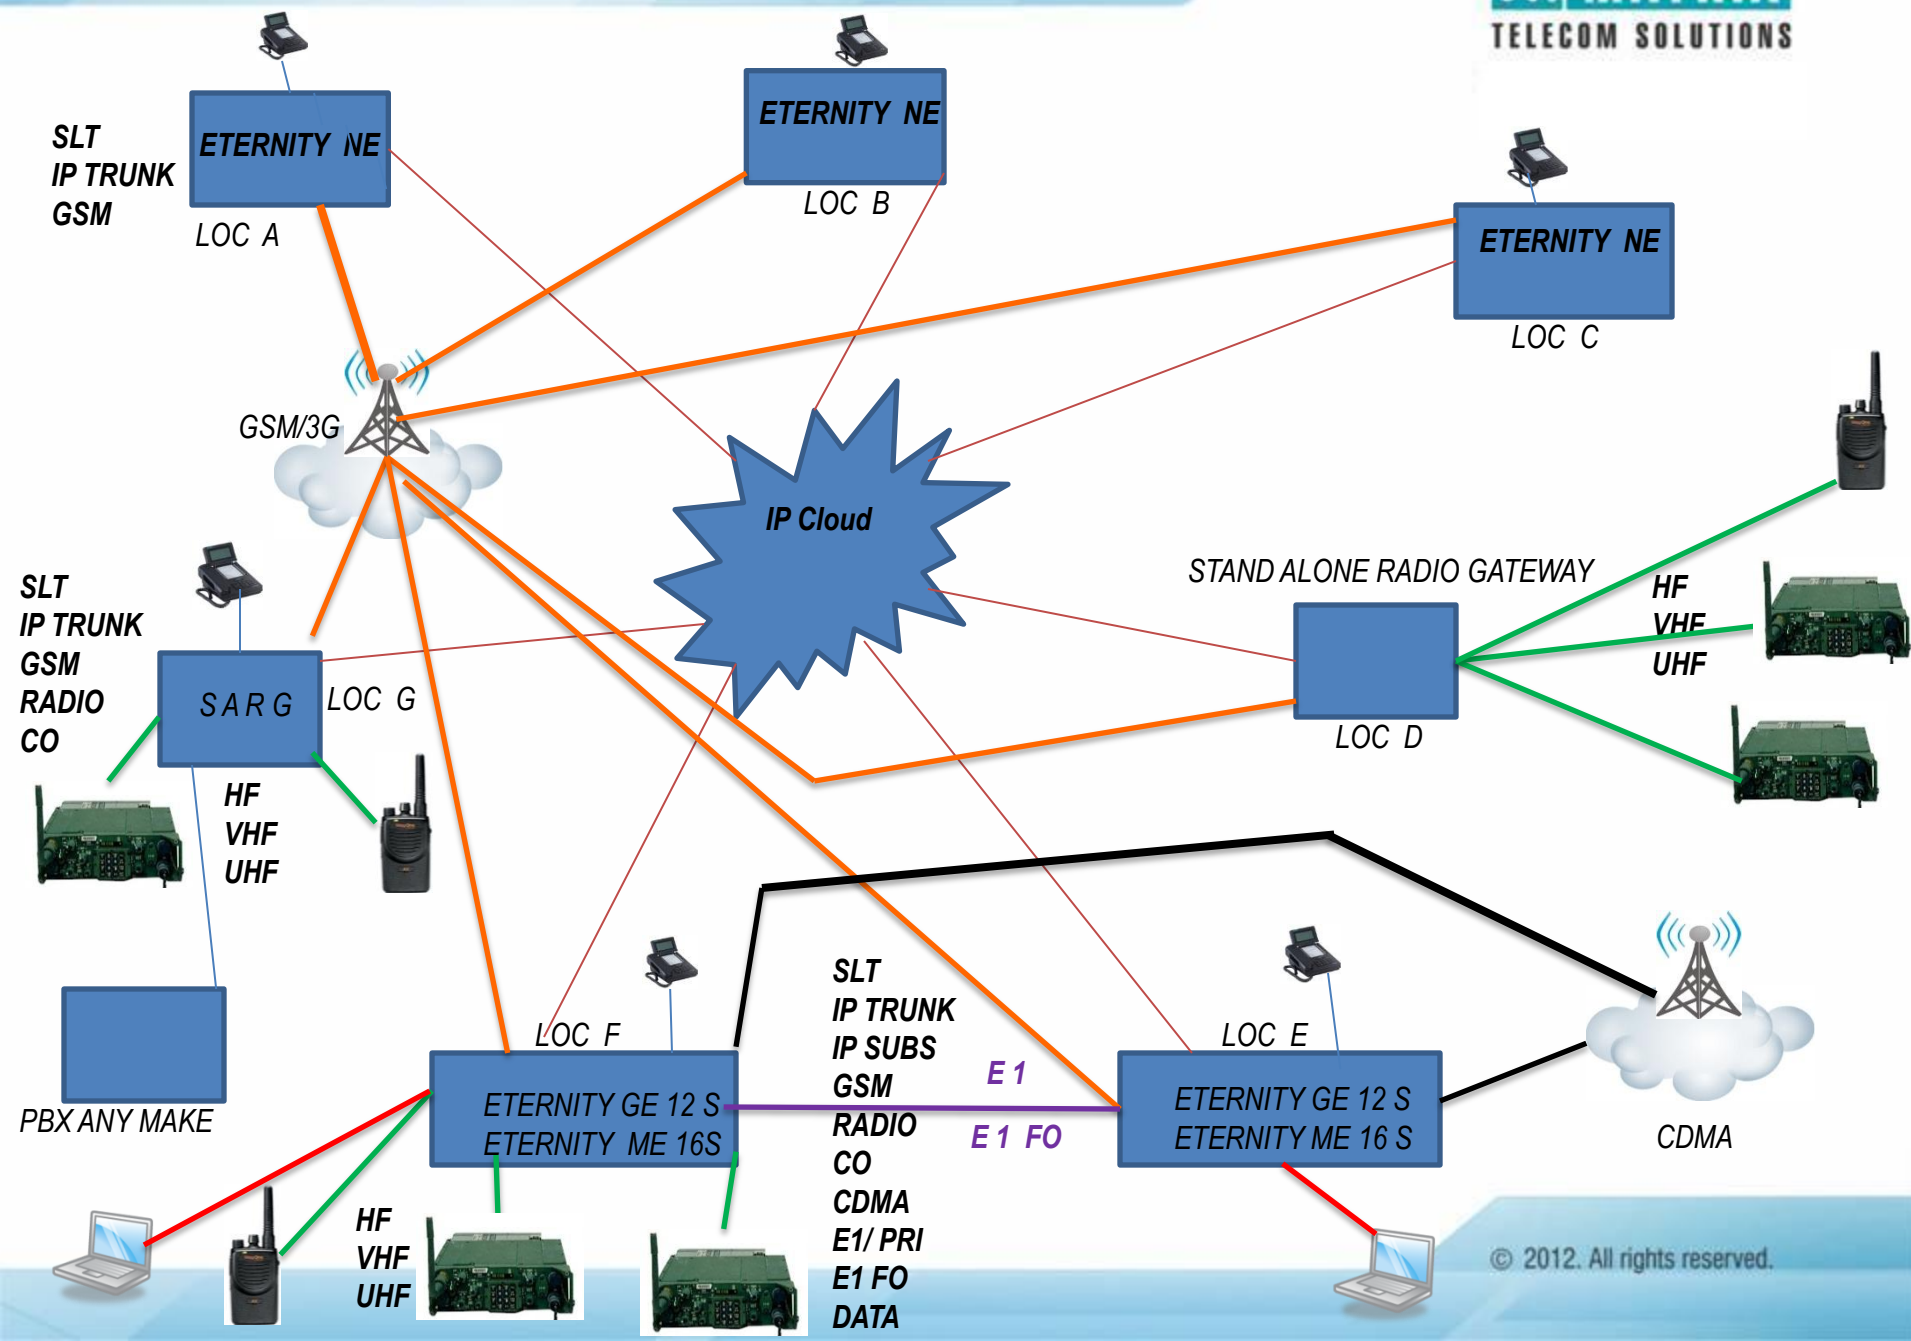 TELECOM SOLUTIONS
ETERNITY NE
LOC A
SLT
IP TRUNK
GSM
ETERNITY NE
LOC B
ETERNITY NE
LOC C
GSM/3G
IP Cloud
STAND ALONE RADIO GATEWAY
LOC D
HF
VHF
UHF
SLT
IP TRUNK
GSM
RADIO
CO
S A R G
LOC G
HF
VHF
UHF
PBX ANY MAKE
LOC F
ETERNITY GE 12 S
ETERNITY ME 16S
HF
VHF
UHF
SLT
IP TRUNK
IP SUBS
GSM
RADIO
CO
CDMA
E1/ PRI
E1 FO
DATA
E 1
E 1 FO
LOC E
ETERNITY GE 12 S
ETERNITY ME 16 S
CDMA
© 2012. All rights reserved.